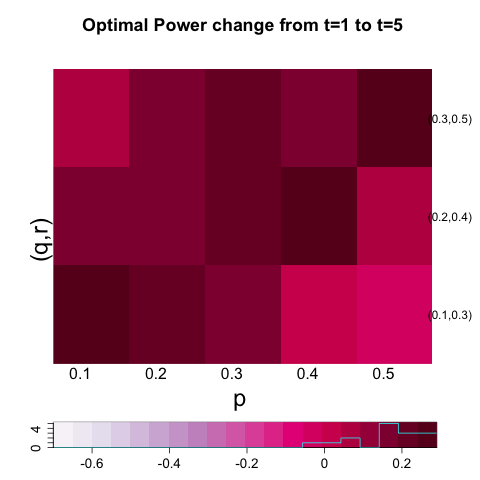 Optimal Power change from t=1 to t=5
(0.3,0.5)
(0.2,0.4)
(q,r)
(0.1,0.3)
0.1 0.2 0.3 0.4 0.5
p
0 4
-0.6 -0.4 -0.2 0 0.2